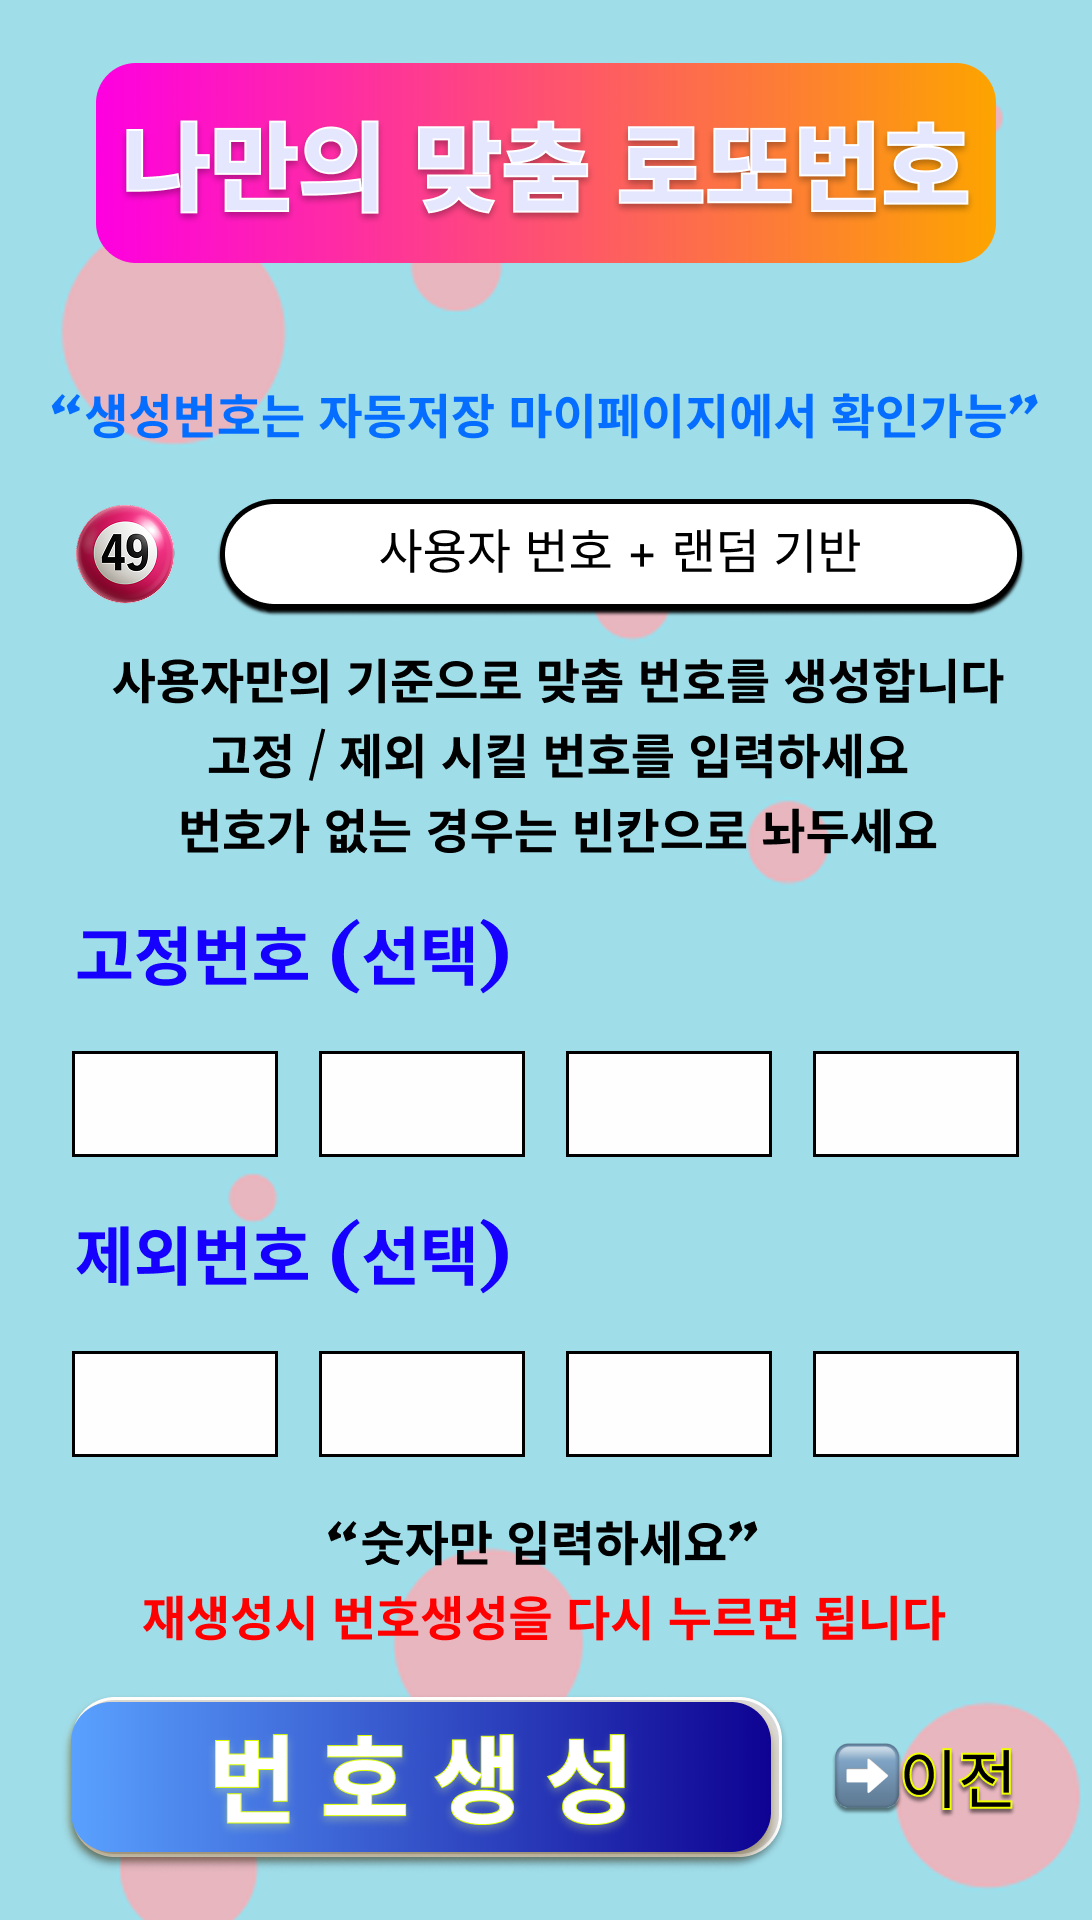 나만의 맞춤 로또번호
“생성번호는 자동저장 마이페이지에서 확인가능”
49
사용자 번호 + 랜덤 기반
사용자만의 기준으로 맞춤 번호를 생성합니다
고정 / 제외 시킬 번호를 입력하세요
번호가 없는 경우는 빈칸으로 놔두세요
고정번호 (선택)
제외번호 (선택)
“숫자만 입력하세요”
재생성시 번호생성을 다시 누르면 됩니다
번호생성
➡이전